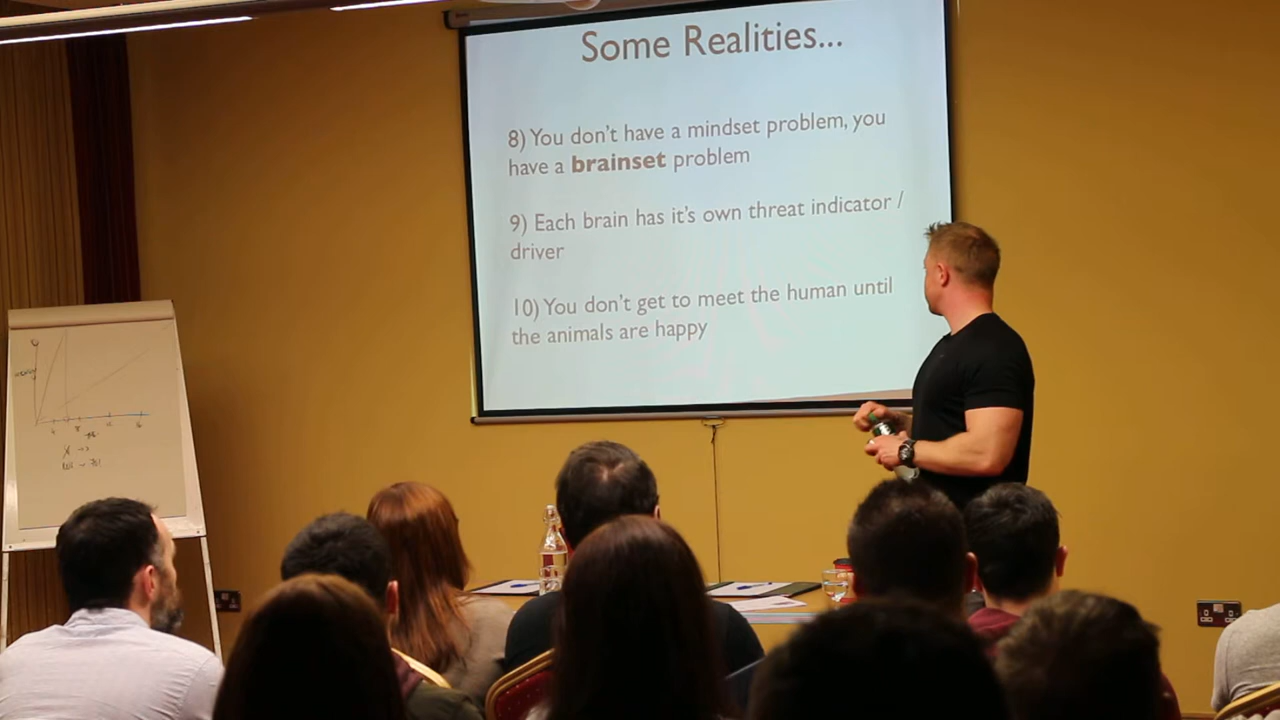 Some Realities...
8) You don't have a mindset problem, you
have a brainset problem
9) Each brain has it's own threat indicator /
driver
10) You don't get to meet the human until
the animals are happy